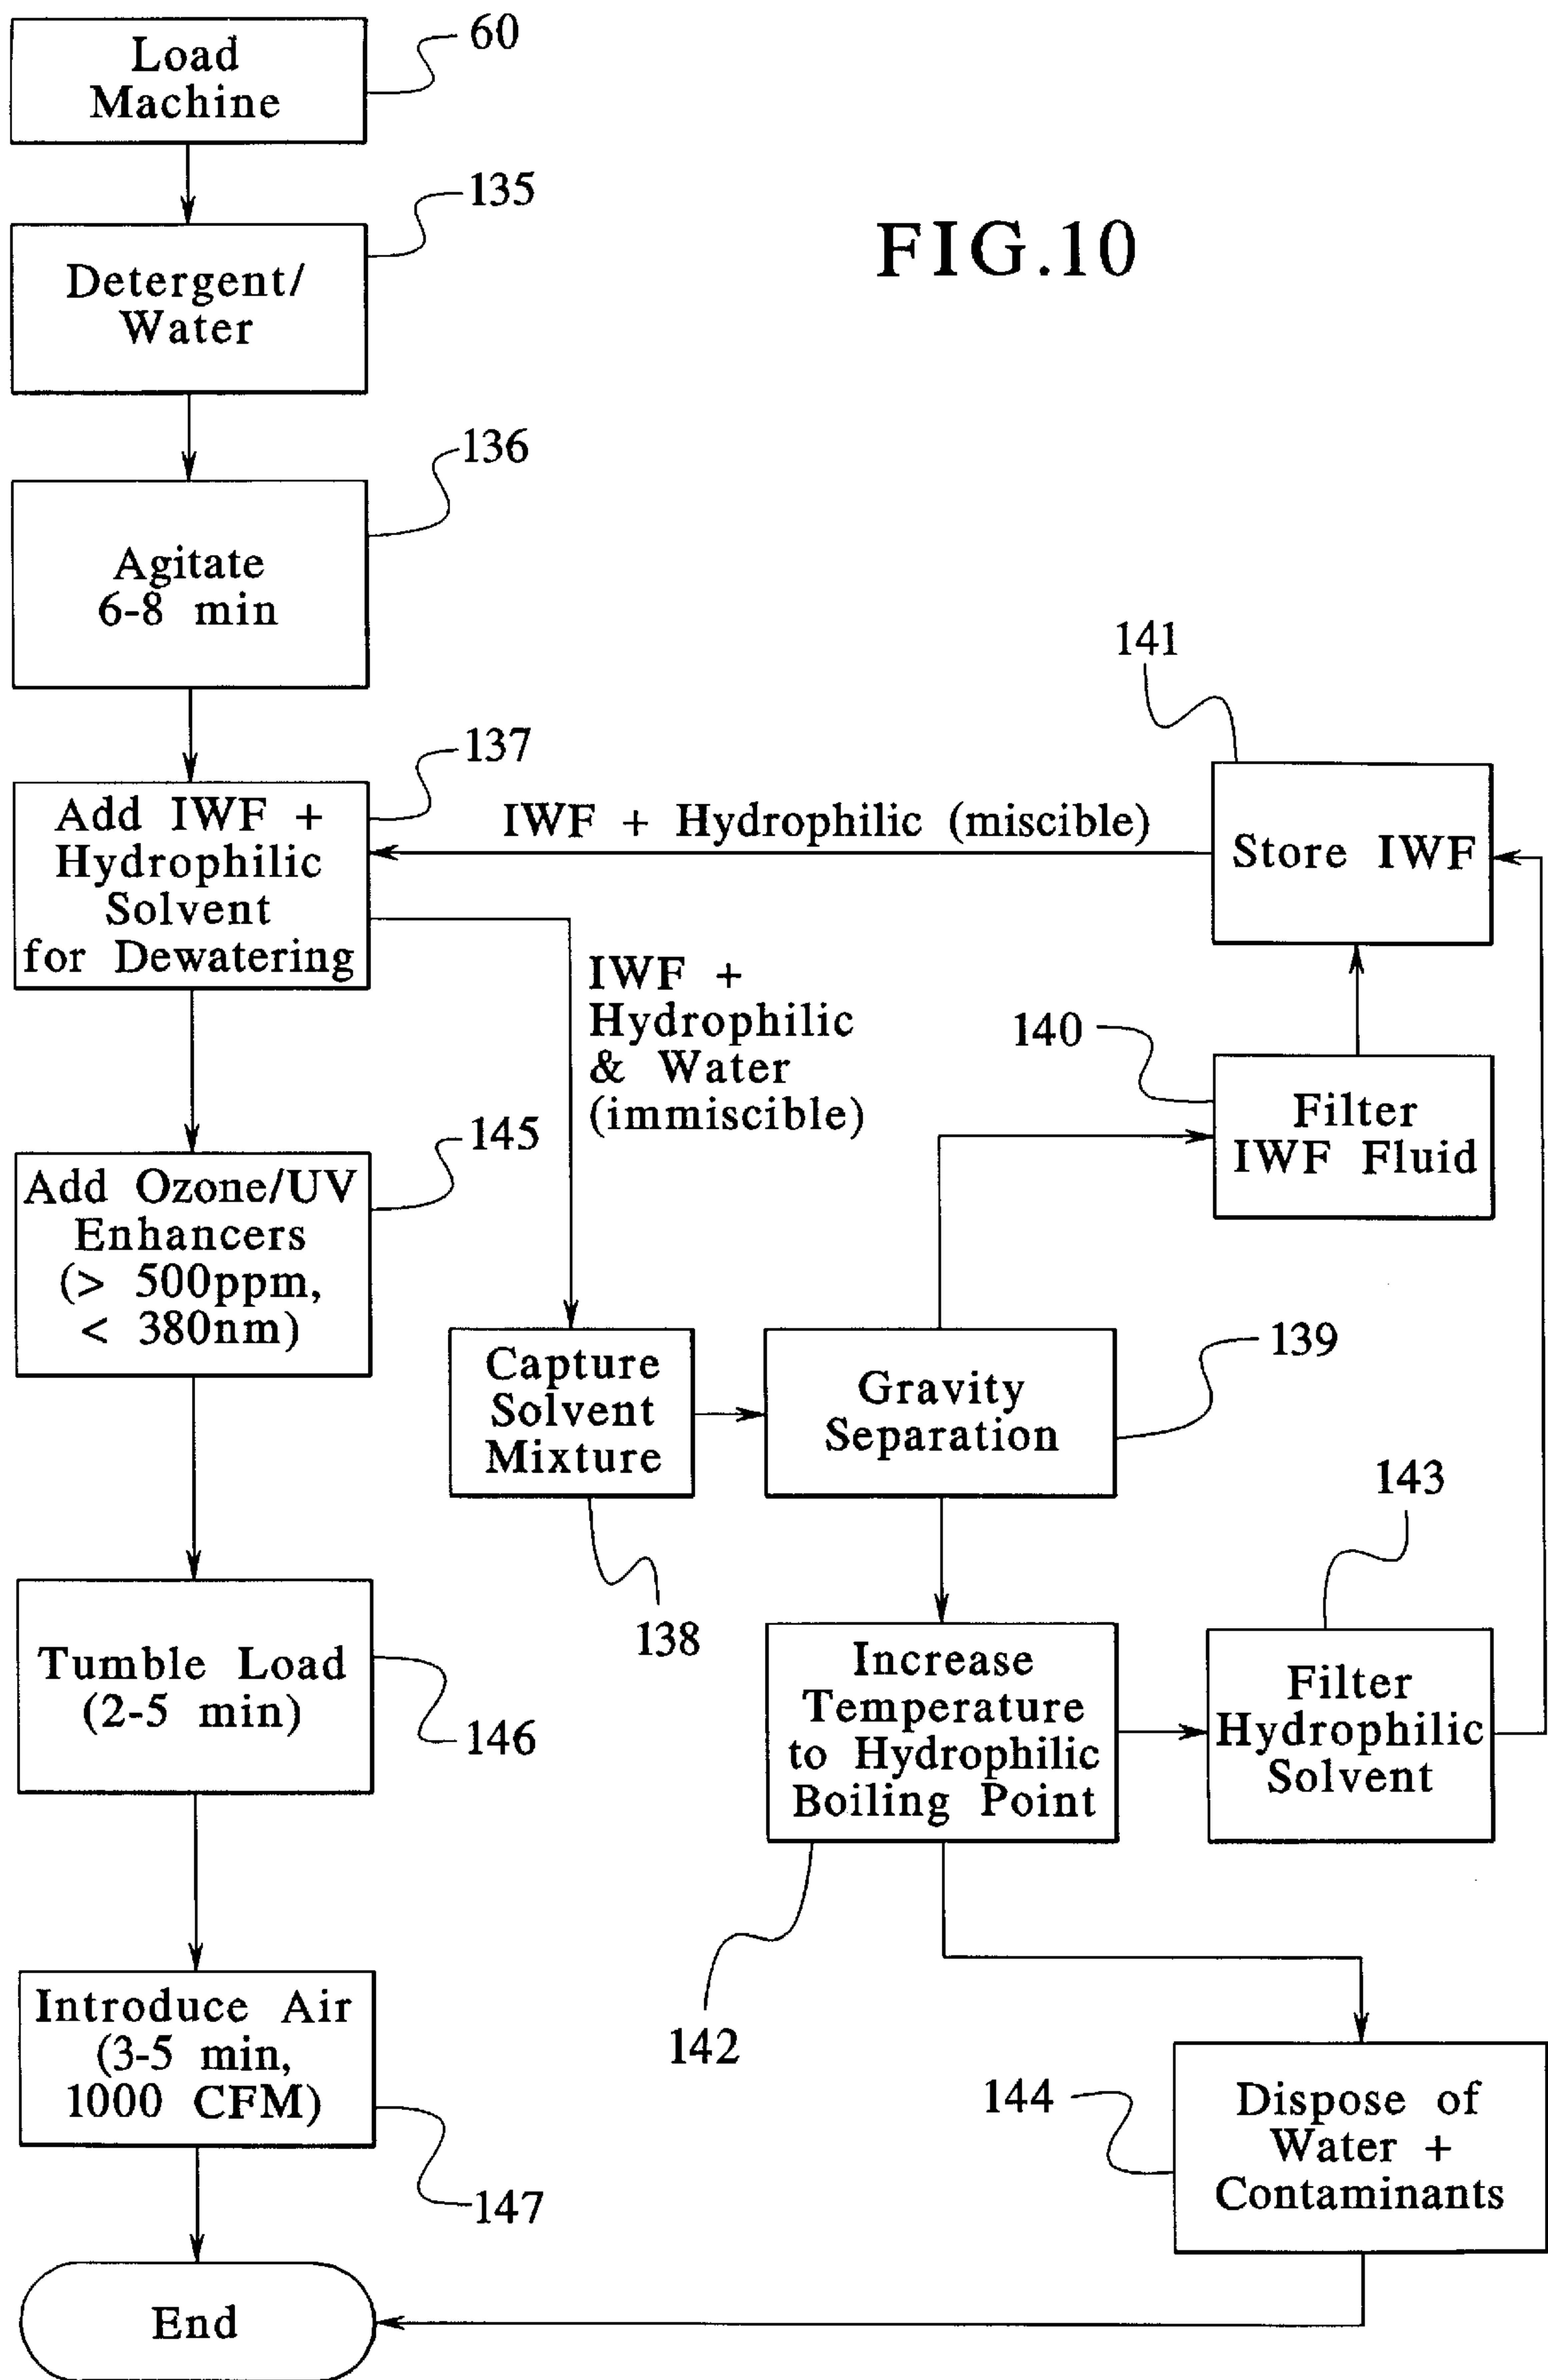 Load
Machine
60
Detergent/
Water
135
FIG.10
Agitate
6-8 min
136
Add IWF +
Hydrophilic
Solvent
for Dewatering
137
IWF + Hydrophilic (miscible)
Store IWF
141
IWF +
Hydrophilic
& Water
(immiscible)
Filter
IWF Fluid
140
Add Ozone/UV
Enhancers
(> 500ppm,
< 380nm)
145
Capture
Solvent
Mixture
138
Gravity
Separation
139
Tumble Load
(2-5 min)
146
Increase
Temperature
to Hydrophilic
Boiling Point
142
Filter
Hydrophilic
Solvent
143
Introduce Air
(3-5 min,
1000 CFM)
147
Dispose of
Water +
Contaminants
144
End